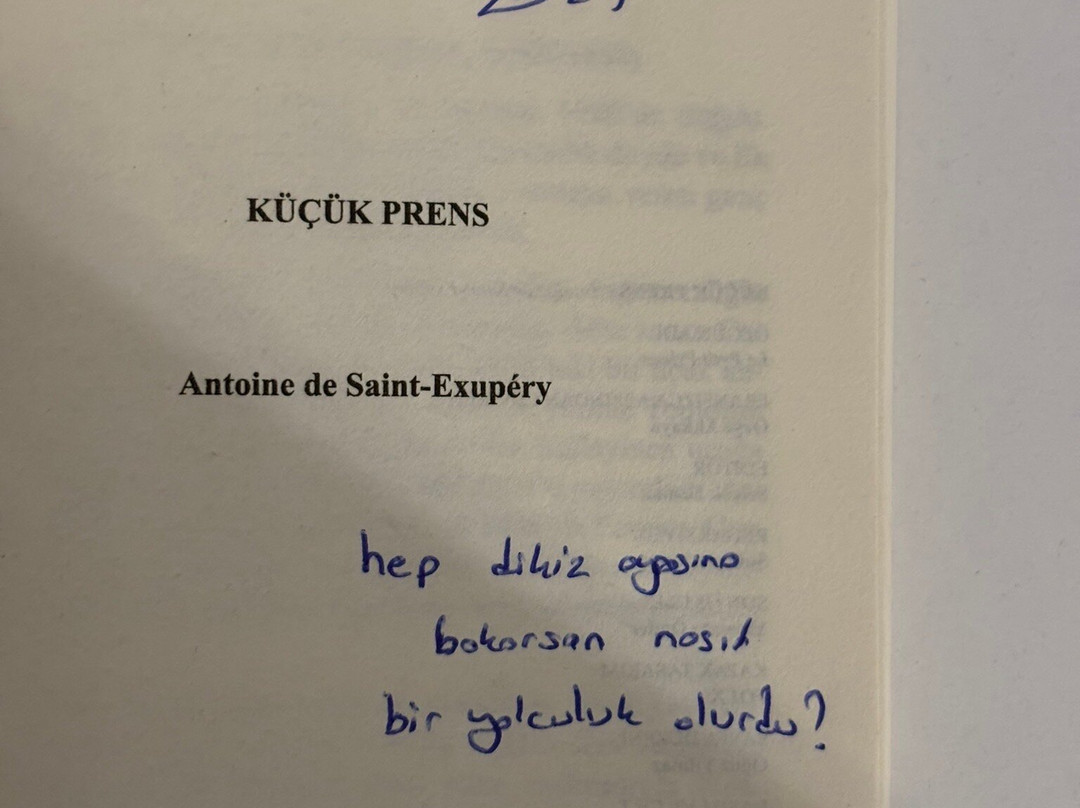 KÜÇÜK PRENS
Antoine de Saint-Exupéry
hep dikiz aynasına
bakarsan nasıl
bir yolculuk olurdu?